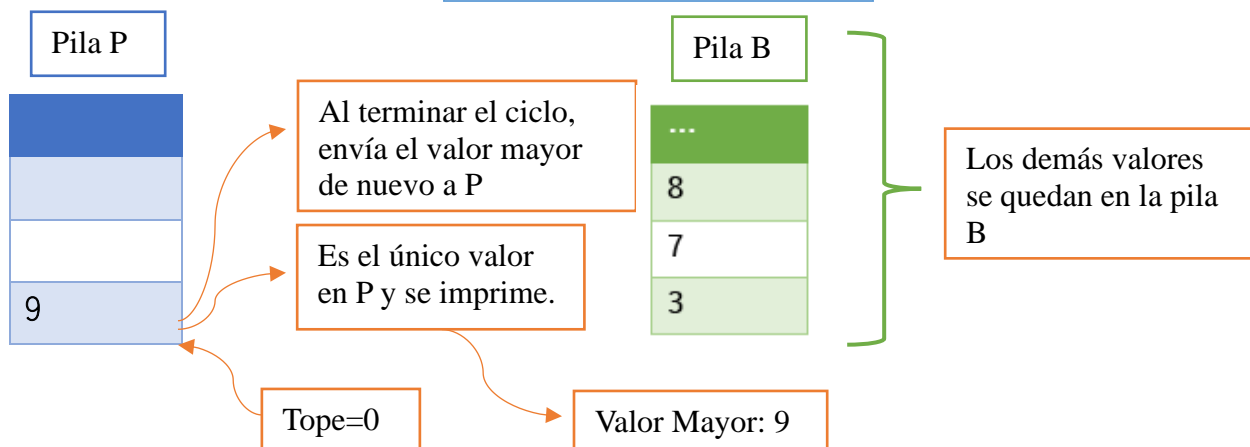 Pila P
Pila B
Al terminar el ciclo,
envía el valor mayor
de nuevo a P
...
8
7
3
Los demás valores
se quedan en la pila
B
Es el único valor
en P y se imprime.
9
Tope=0
Valor Mayor: 9